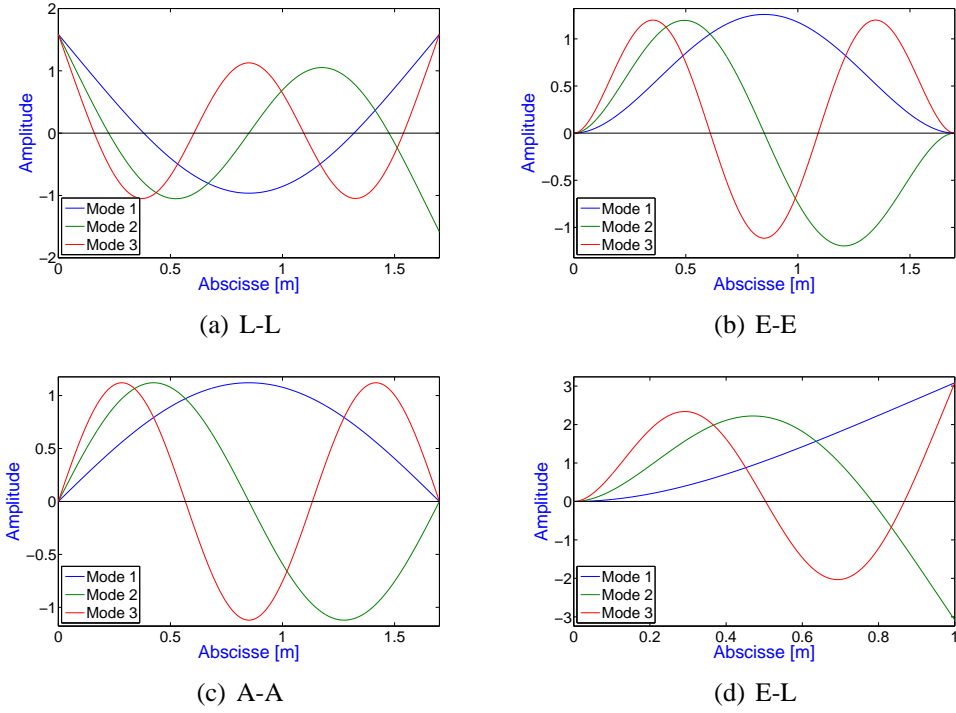 2
1
0
−1
−2
Amplitude
Mode 1
Mode 2
Mode 3
0 0.5 1 1.5
Abscisse [m]
(a) L-L
1
0.5
0
−0.5
−1
Amplitude
Mode 1
Mode 2
Mode 3
0 0.5 1 1.5
Abscisse [m]
(b) E-E
1
0.5
0
−0.5
−1
Amplitude
Mode 1
Mode 2
Mode 3
0 0.5 1 1.5
Abscisse [m]
(c) A-A
3
2
1
0
−1
−2
−3
Amplitude
Mode 1
Mode 2
Mode 3
0 0.2 0.4 0.6 0.8 1
Abscisse [m]
(d) E-L